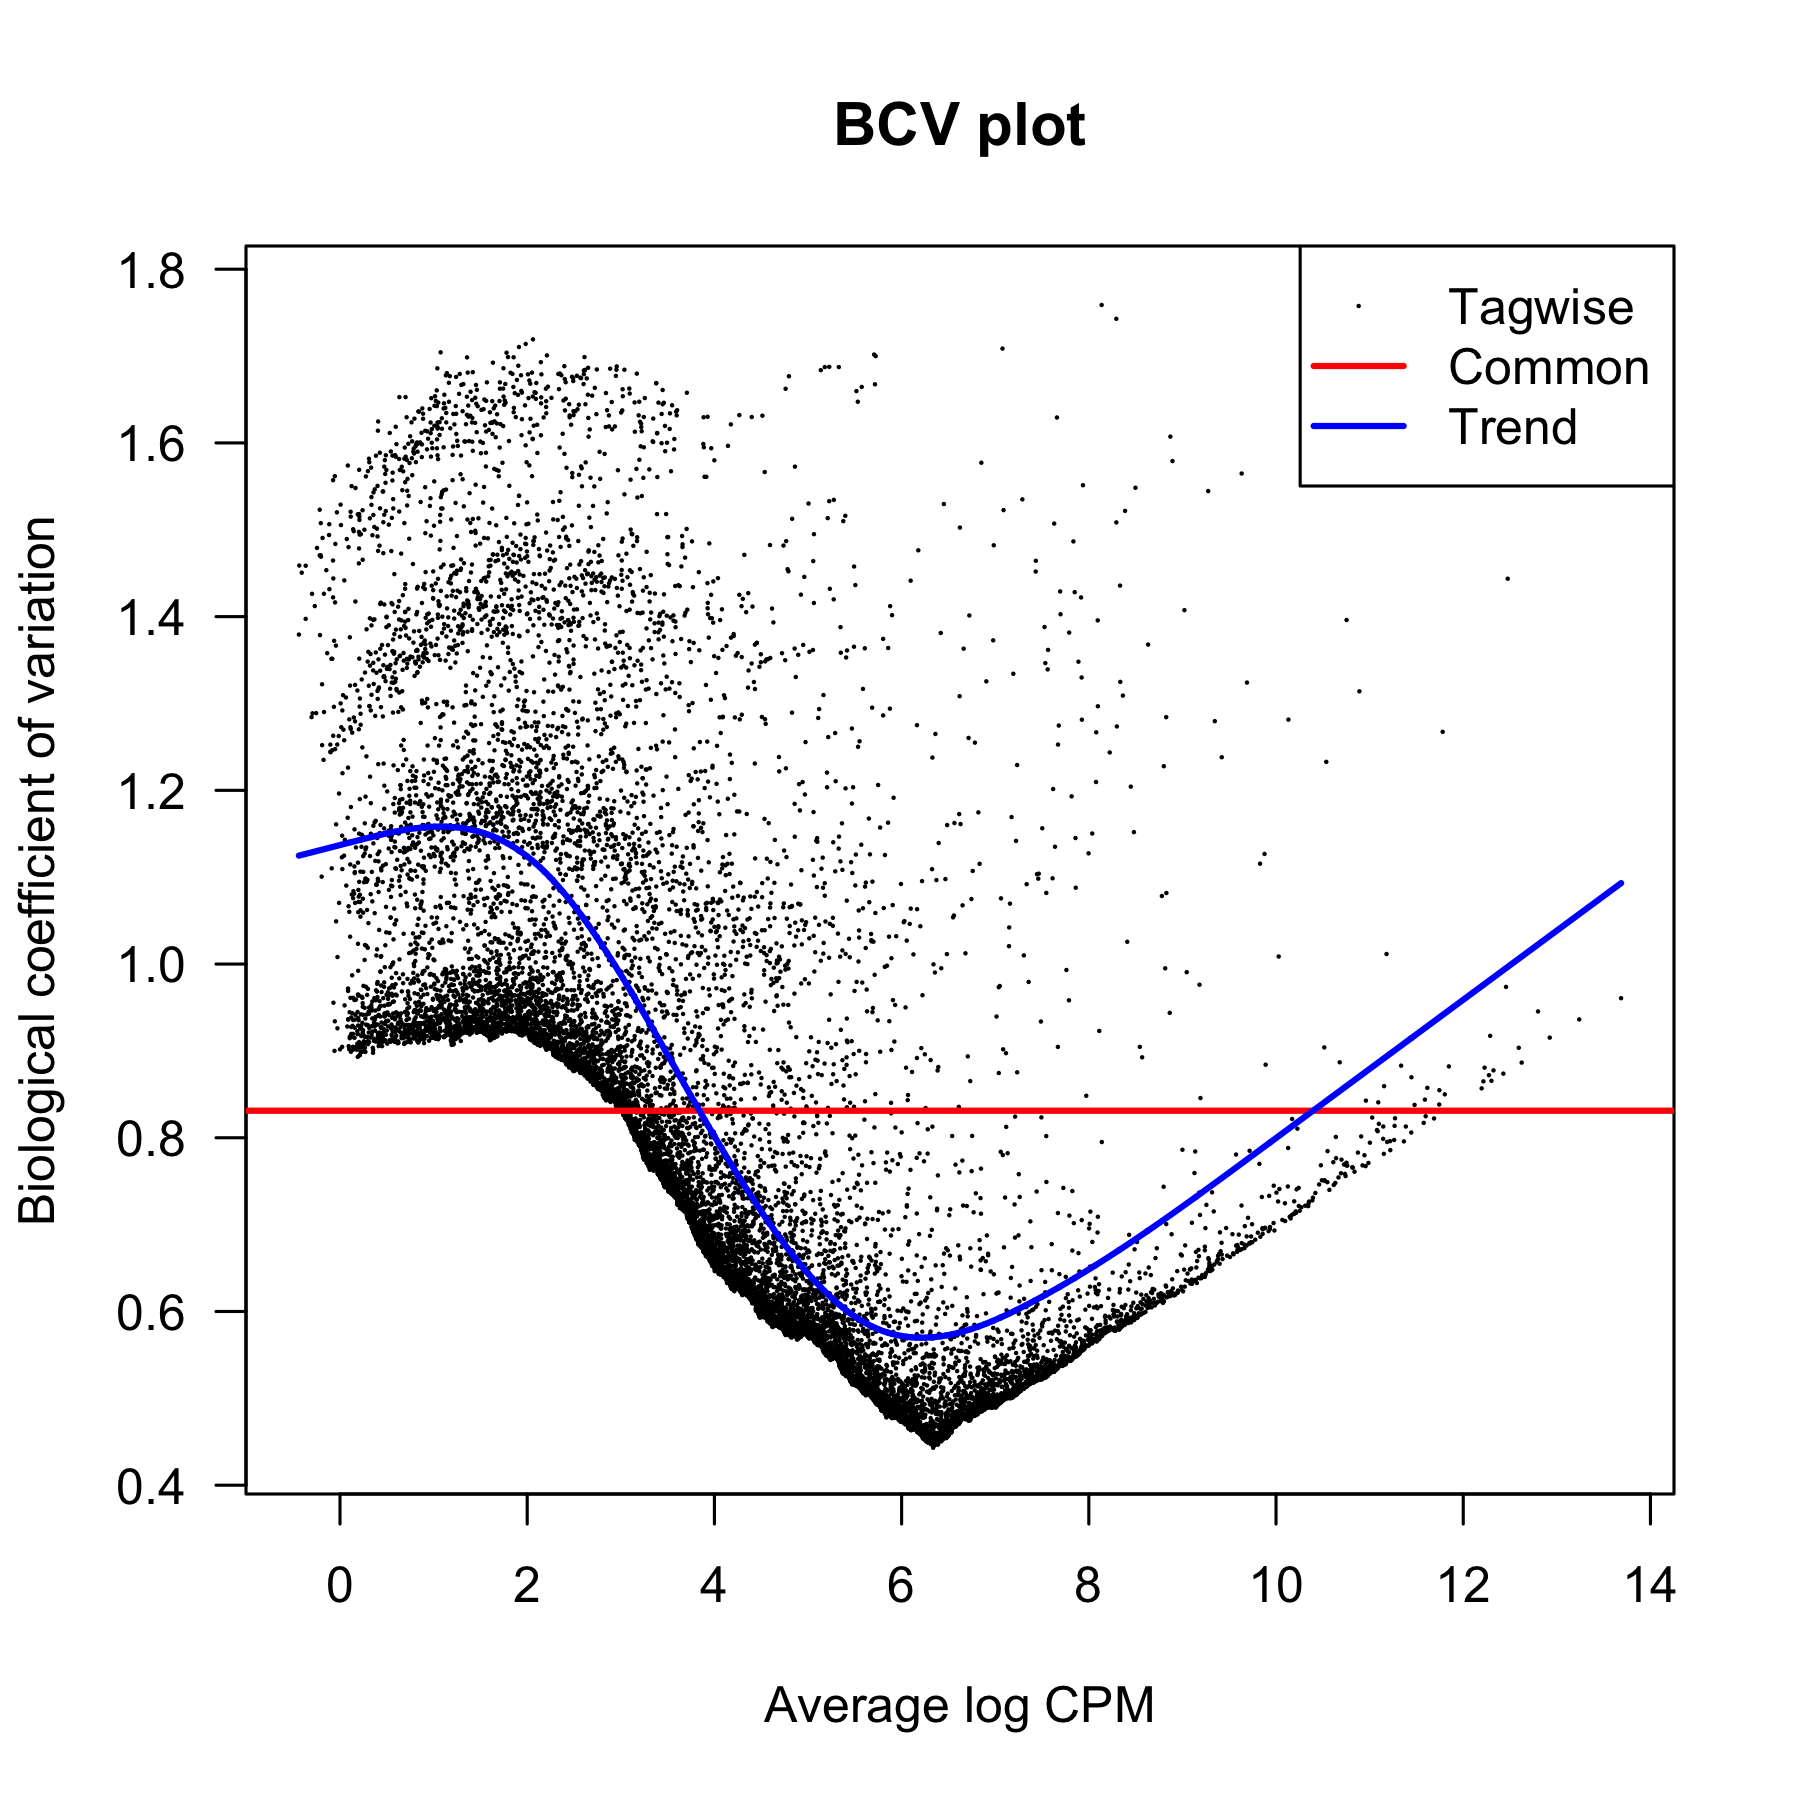 BCV plot
Tagwise
Common
Trend
1.8
1.6
1.4
1.2
1.0
0.8
0.6
0.4
Biological coefficient of variation
0 2 4 6 8 10 12 14
Average log CPM